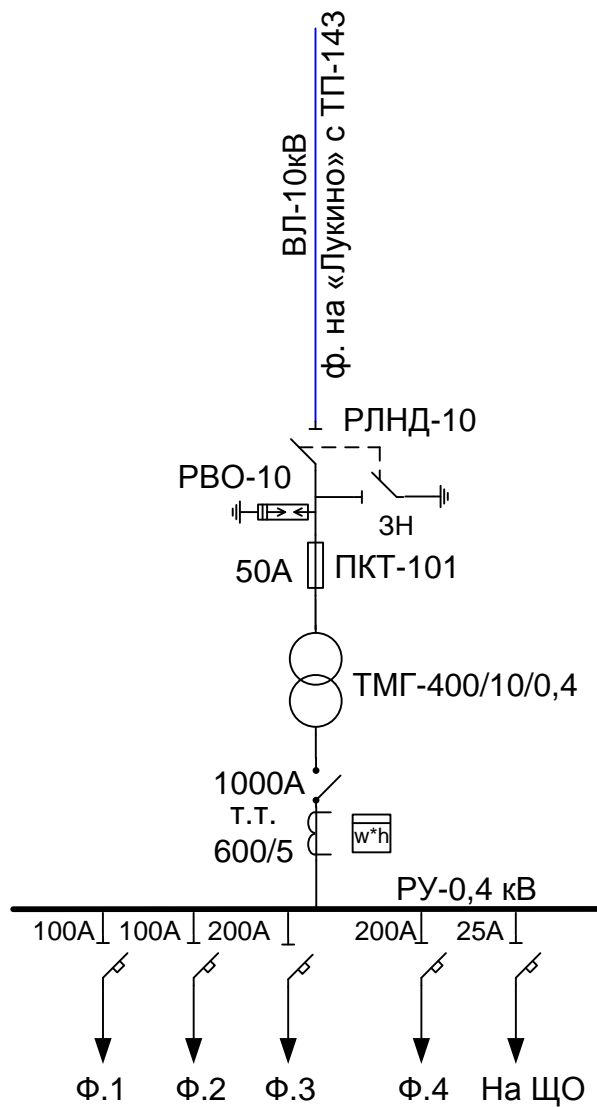 ВЛ-10кВ
ф. на «Лукино» с ТП-143
РЛНД-10
РВО-10
ЗН
50А
ПКТ-101
ТМГ-400/10/0,4
1000А
т.т.
600/5
w*h
РУ-0,4 кВ
100А 100А 200А 200А 25А
Ф.1 Ф.2 Ф.3 Ф.4 На ЩО